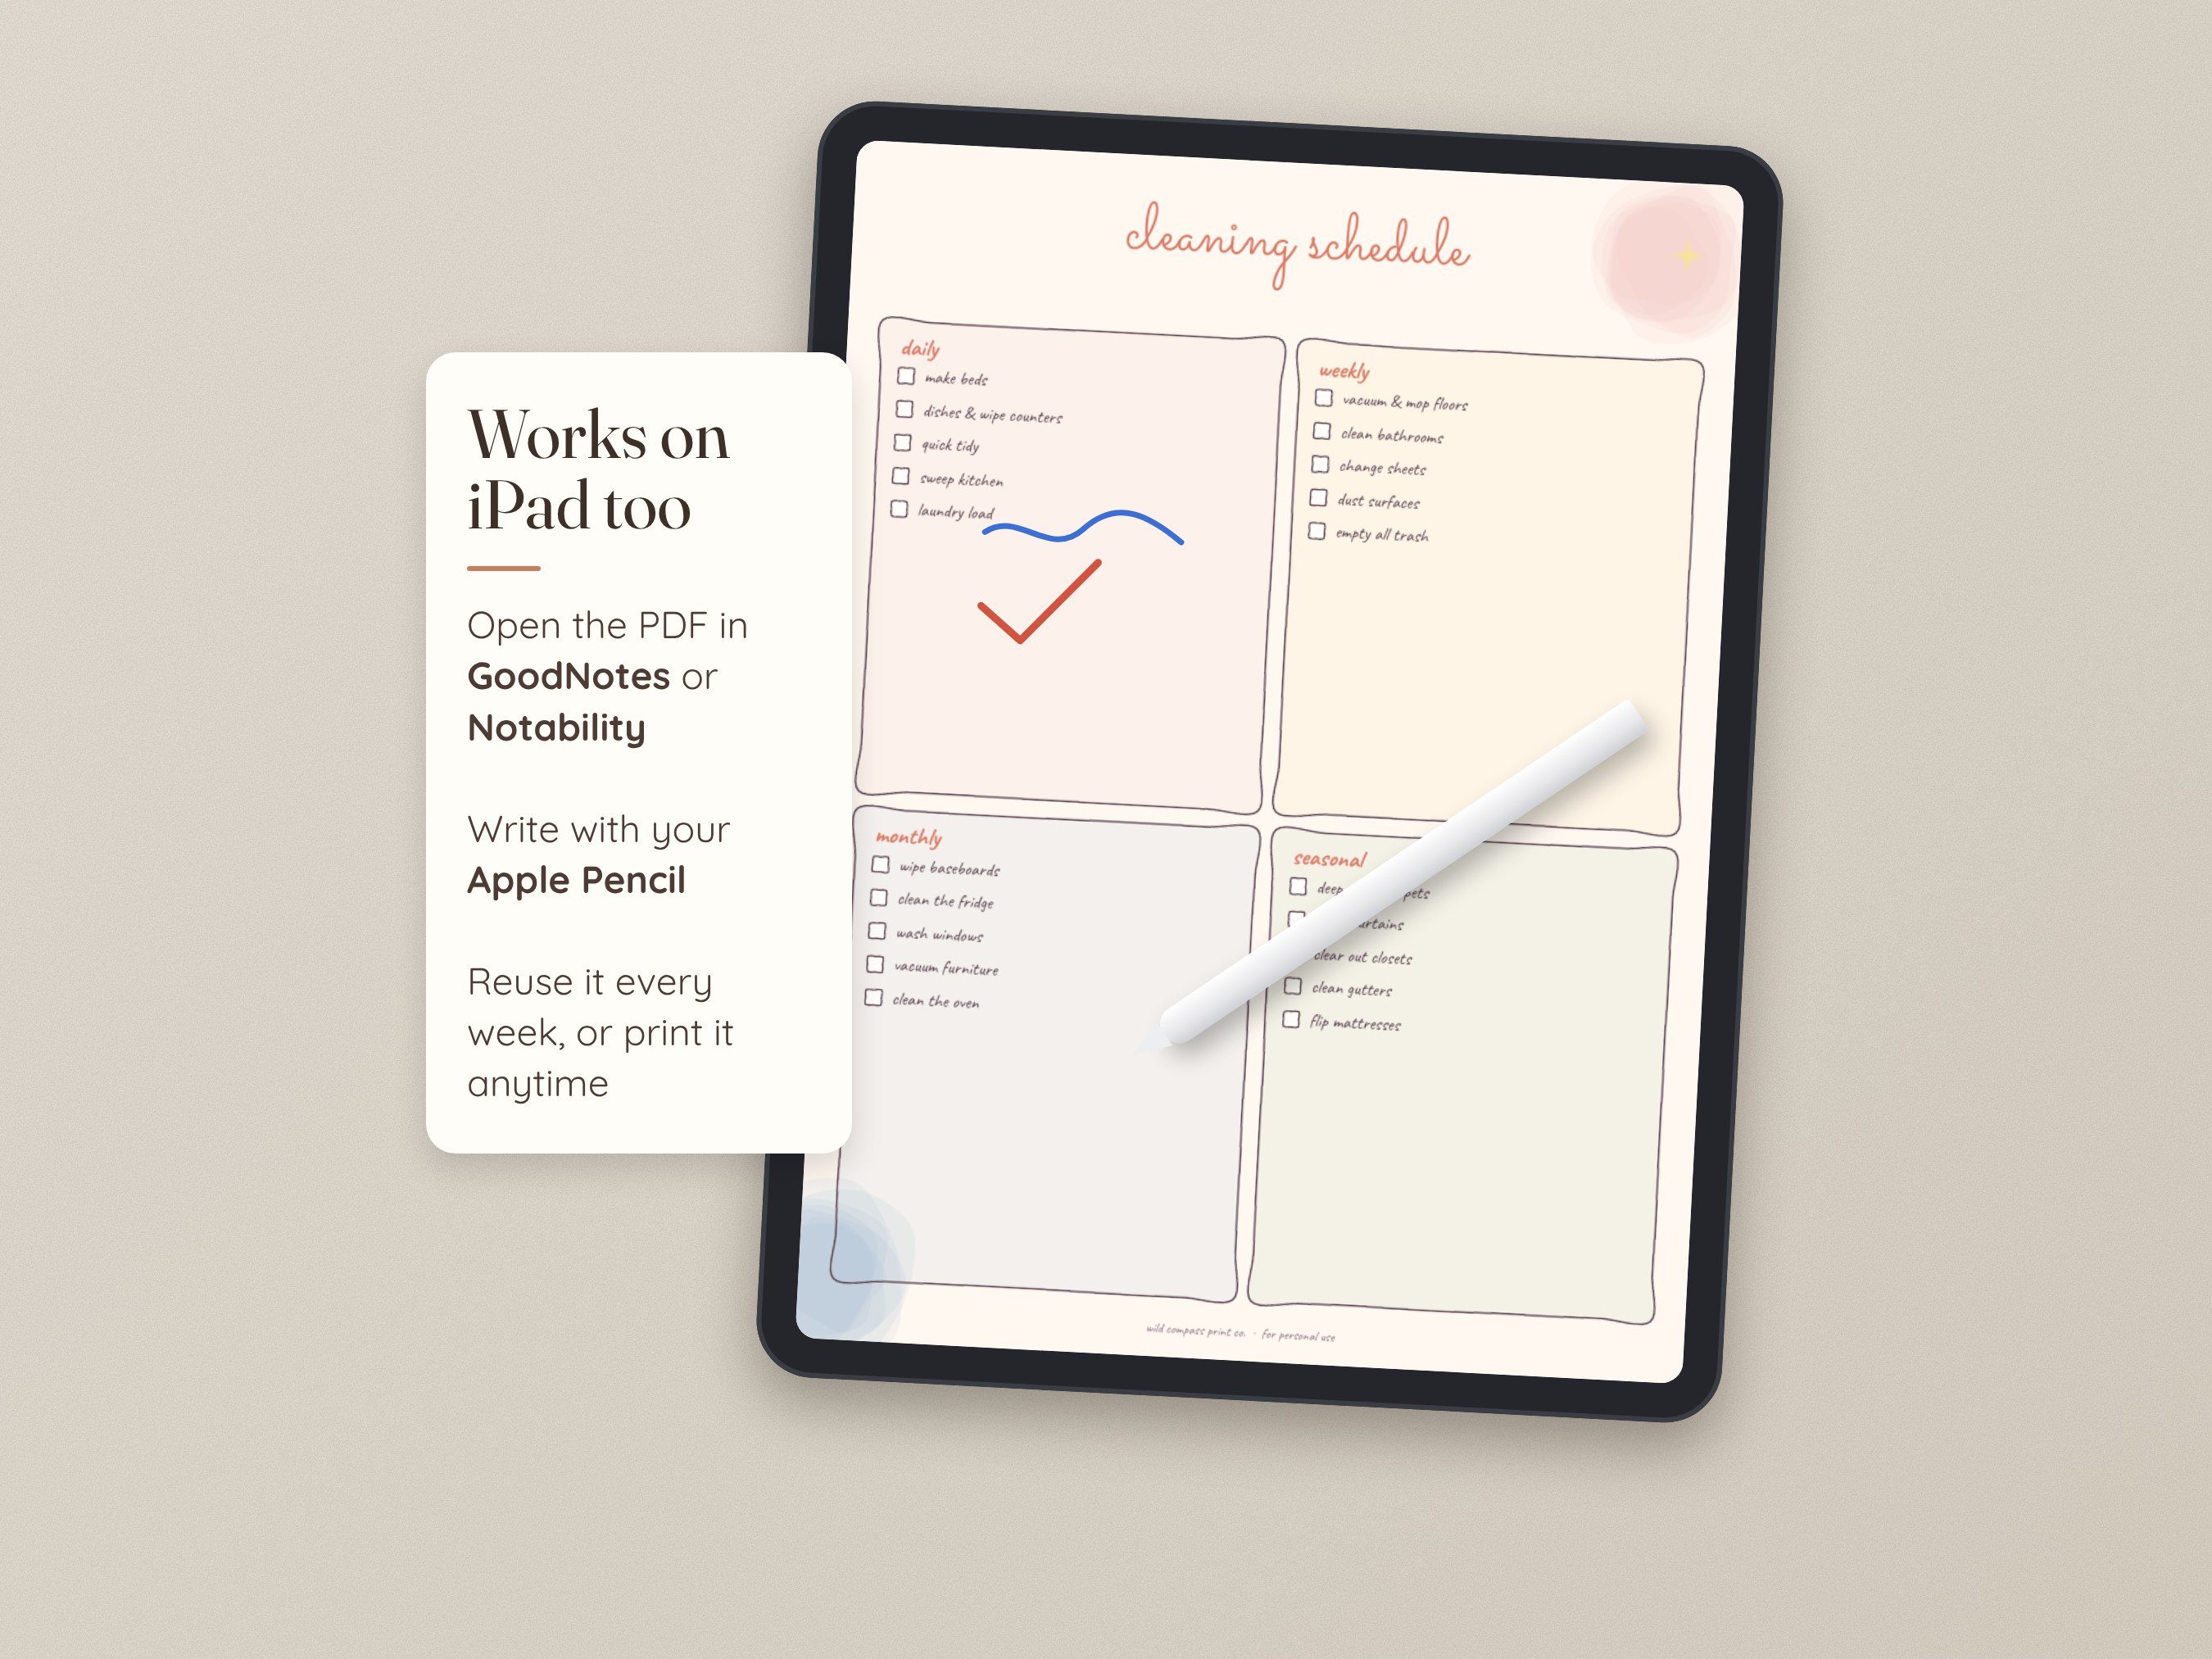 Works on
iPad too
Open the PDF in
GoodNotes or
Notability
Write with your
Apple Pencil
Reuse it every
week, or print it
anytime
cleaning schedule
daily
make beds
dishes & wipe counters
quick tidy
sweep kitchen
laundry load
weekly
vacuum & mop floors
clean bathrooms
change sheets
dust surfaces
empty all trash
monthly
wipe baseboards
clean the fridge
wash windows
vacuum furniture
clean the oven
seasonal
deep
clear out closets
clean gutters
flip mattresses
wild compass print co. · for personal use